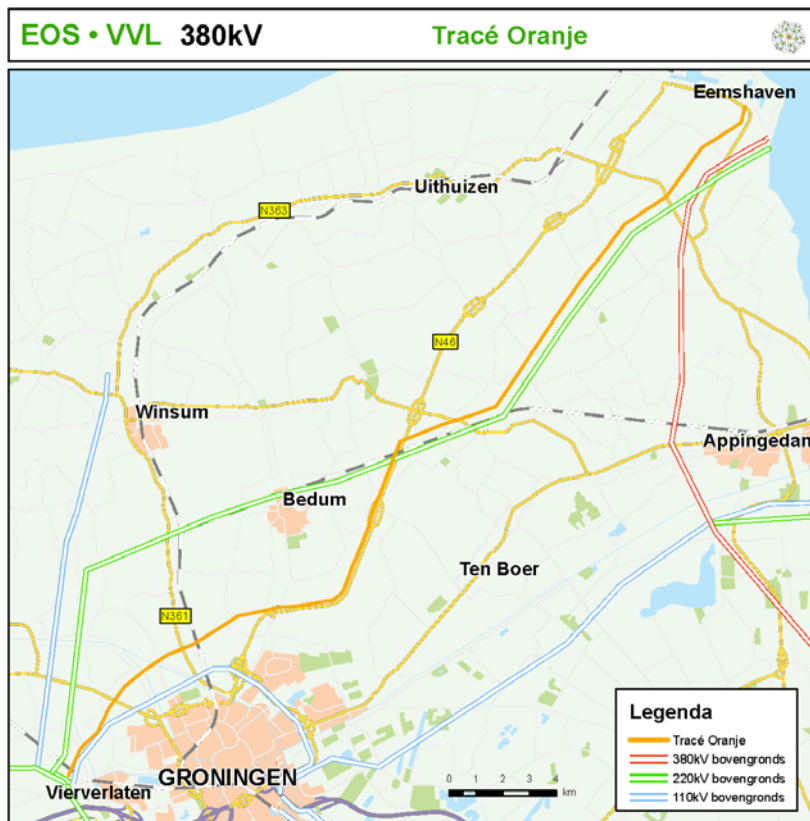 EOS • VVL 380kV Tracé Oranje
Eemshaven
Uithuizen
N363
N46
Winsum
Appingedam
Bedum
Ten Boer
N361
Legenda
Tracé Oranje
380kV bovengronds
220kV bovengronds
110kV bovengronds
GRONINGEN
Vierverlaten
0 1 2 3 4
km